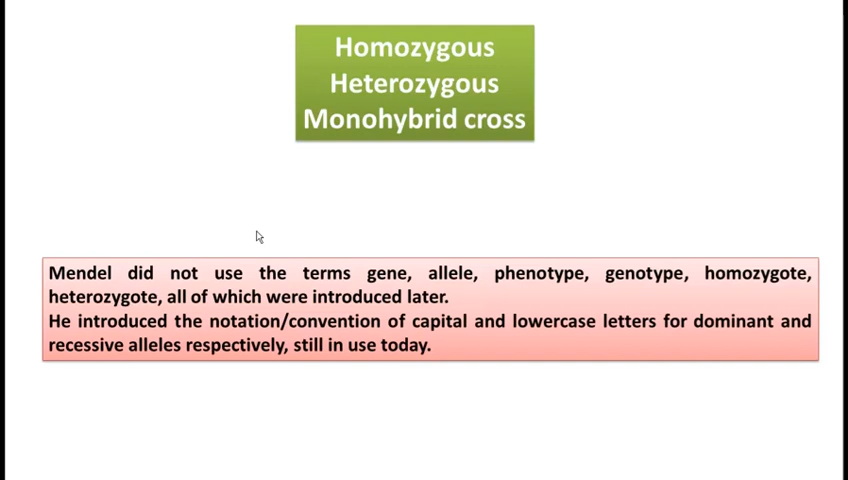 Homozygous
Heterozygous
Monohybrid cross
Mendel did not use the terms gene, allele, phenotype, genotype, homozygote,
heterozygote, all of which were introduced later.
He introduced the notation/convention of capital and lowercase letters for dominant and
recessive alleles respectively, still in use today.